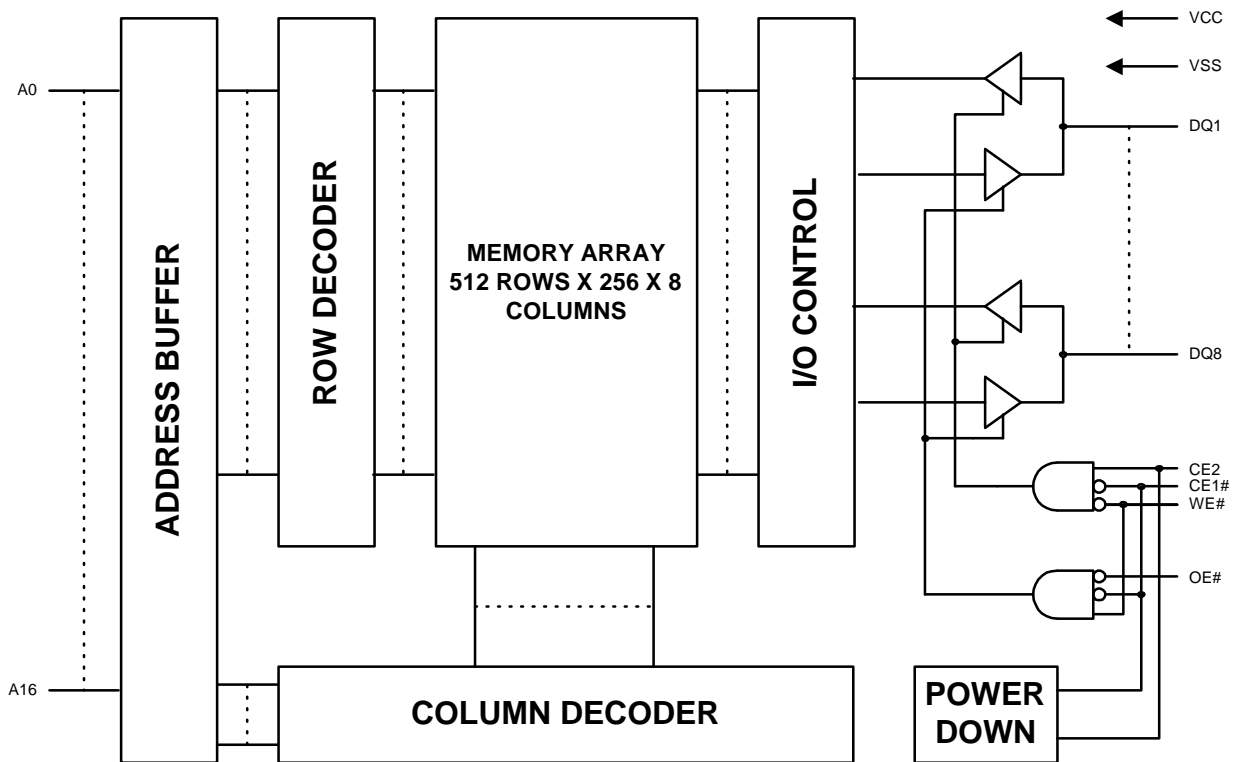 VCC
VSS
A0
DQ1
ADDRESS BUFFER
ROW DECODER
MEMORY ARRAY
512 ROWS X 256 X 8
COLUMNS
I/O CONTROL
DQ8
CE2
CE1#
WE#
OE#
A16
COLUMN DECODER
POWER
DOWN